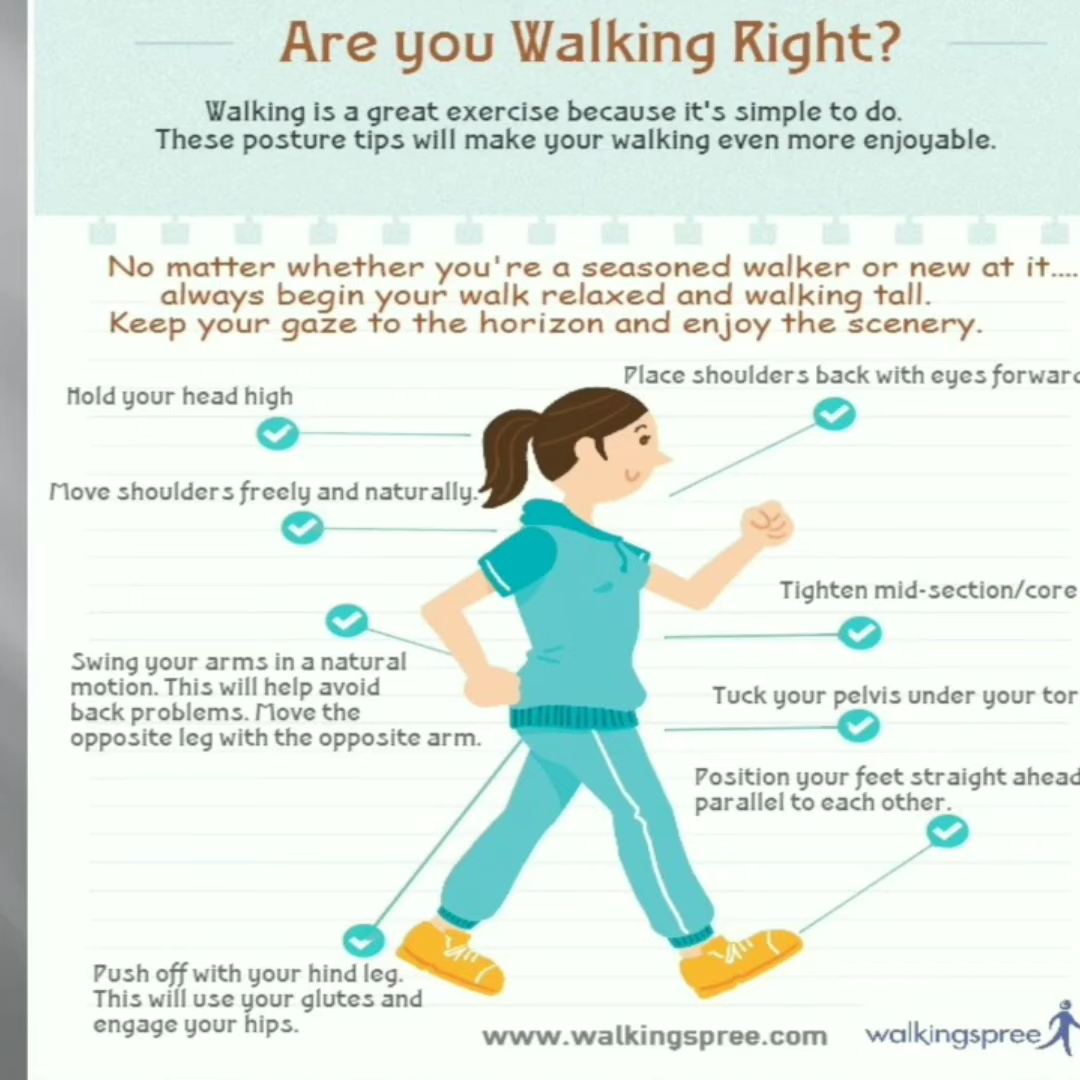 Are you Walking Right?
Walking is a great exercise because it's simple to do.
These posture tips will make your walking even more enjoyable.
No matter whether you're a seasoned walker or new at it....
always begin your walk relaxed and walking tall.
Keep your gaze to the horizon and enjoy the scenery.
Hold your head high
Place shoulders back with eyes forward
Move shoulders freely and naturally.
Tighten mid-section/core
Swing your arms in a natural
motion. This will help avoid
back problems. Move the
opposite leg with the opposite arm.
Tuck your pelvis under your tor
Position your feet straight ahead
parallel to each other.
Push off with your hind leg.
This will use your glutes and
engage your hips.
www.walkingspree.com
walkingspree